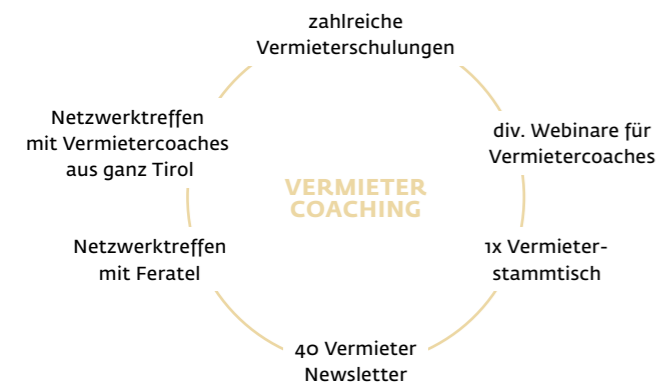 zahlreiche
Vermieterschulungen
Netzwerktreffen
mit Vermietercoaches
aus ganz Tirol
div. Webinare für
Vermietercoaches
VERMIETER
COACHING
Netzwerktreffen
mit Feratel
1x Vermieter-
stammtisch
40 Vermieter
Newsletter